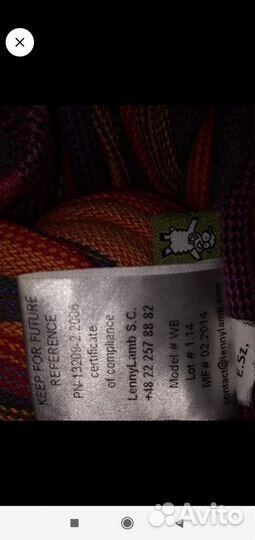 KEEP FOR FUTURE
REFERENCE
PN-13209-2:2005
certificate
of compliance
LennyLamb S.C.
+48 22 257 88 82
Model # WB
Lot # 1 14
MF# 02.2014
contact@lennylamb.com
E.SZ.
Avito